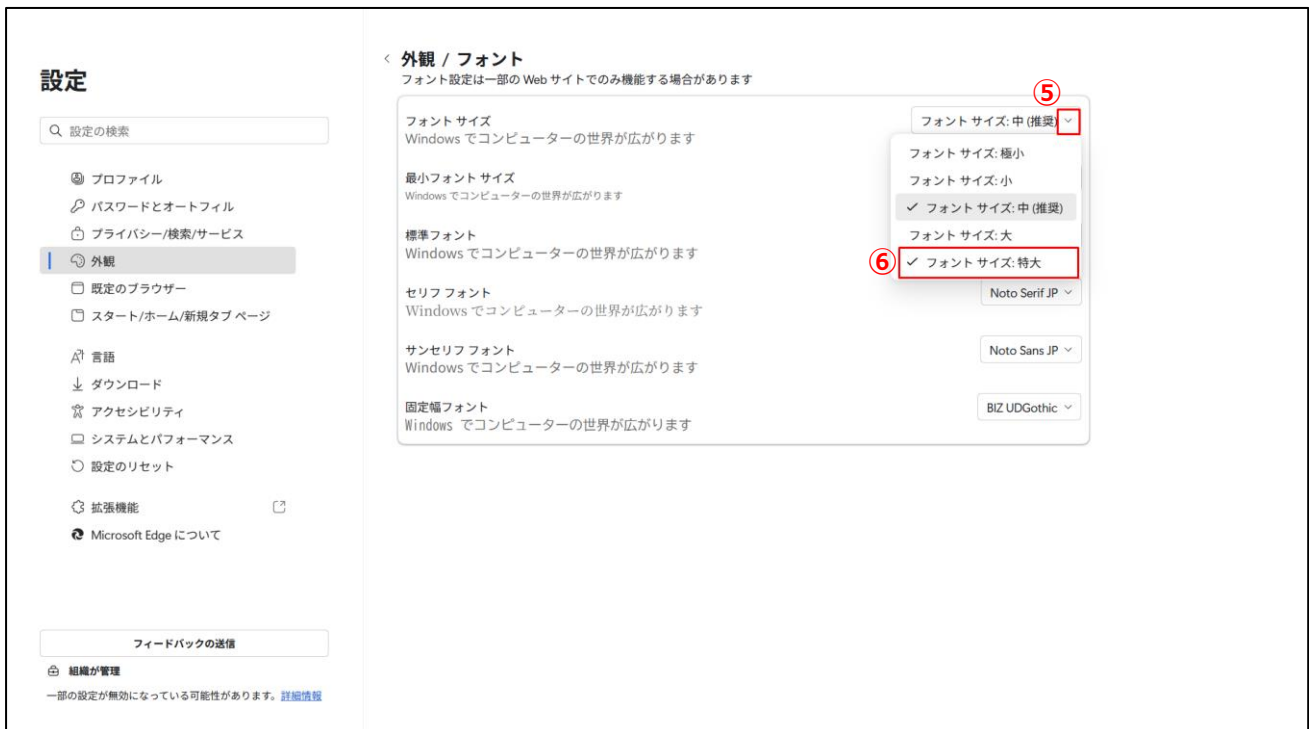 設定
設定の検索
プロファイル
パスワードとオートフィル
プライバシー/検索/サービス
外観
既定のブラウザー
スタート/ホーム/新規タブ ページ
言語
ダウンロード
アクセシビリティ
システムとパフォーマンス
設定のリセット
拡張機能
Microsoft Edge について
フィードバックの送信
組織が管理
一部の設定が無効になっている可能性があります。詳細情報
外観 / フォント
フォント設定は一部の Web サイトでのみ機能する場合があります
⑤
フォント サイズ
フォント サイズ: 中 (推奨)
Windows でコンピューターの世界が広がります
フォント サイズ: 極小
フォント サイズ: 小
フォント サイズ: 中 (推奨)
フォント サイズ: 大
⑥ フォント サイズ: 特大
最小フォント サイズ
Windows でコンピューターの世界が広がります
標準フォント
Windows でコンピューターの世界が広がります
セリフ フォント
Noto Serif JP
Windows でコンピューターの世界が広がります
サンセリフ フォント
Noto Sans JP
Windows でコンピューターの世界が広がります
固定幅フォント
BIZ UDGothic
Windows でコンピューターの世界が広がります